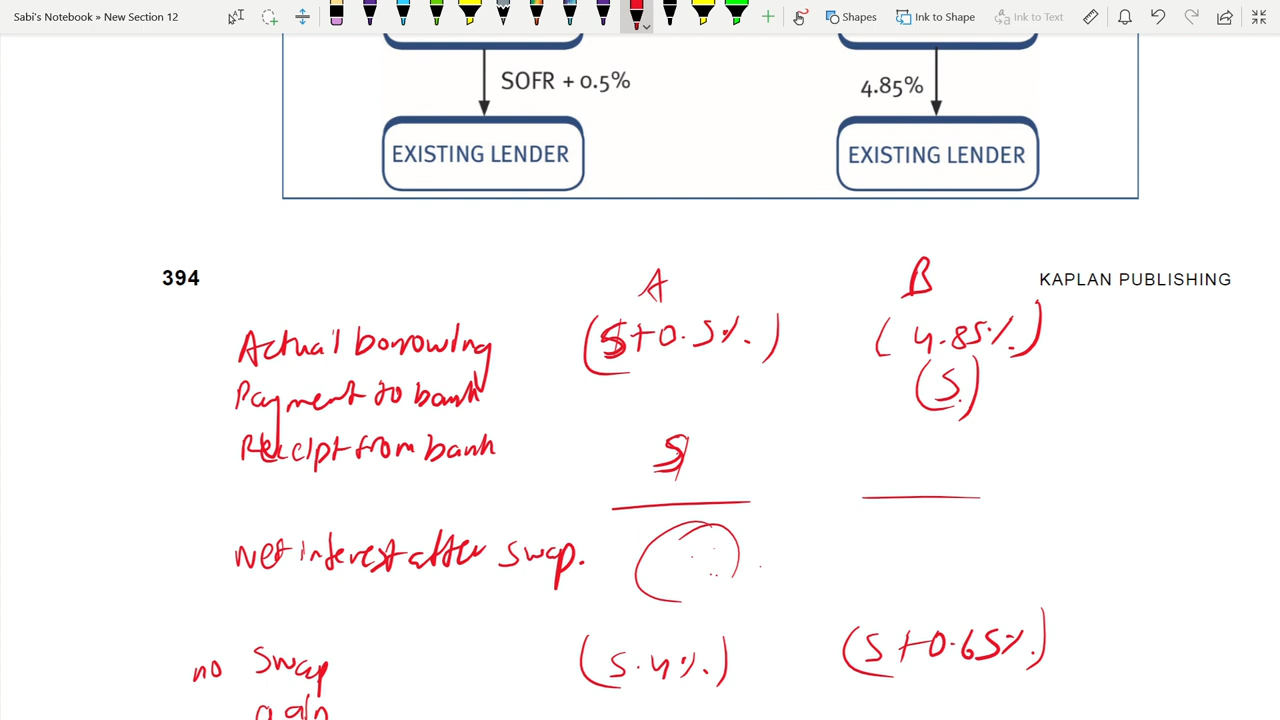 Sabi's Notebook » New Section 12
Shapes
Ink to Shape
Ink to Text
SOFR + 0.5%
4.85%
EXISTING LENDER
EXISTING LENDER
394
KAPLAN PUBLISHING
A B
Actual borrowing (S+0.5%.) (4.85%.)
Payment to bank (S)
Receipt from bank S
Net interest after swap.
no swap (5.4%.) (S+0.65%)
gain